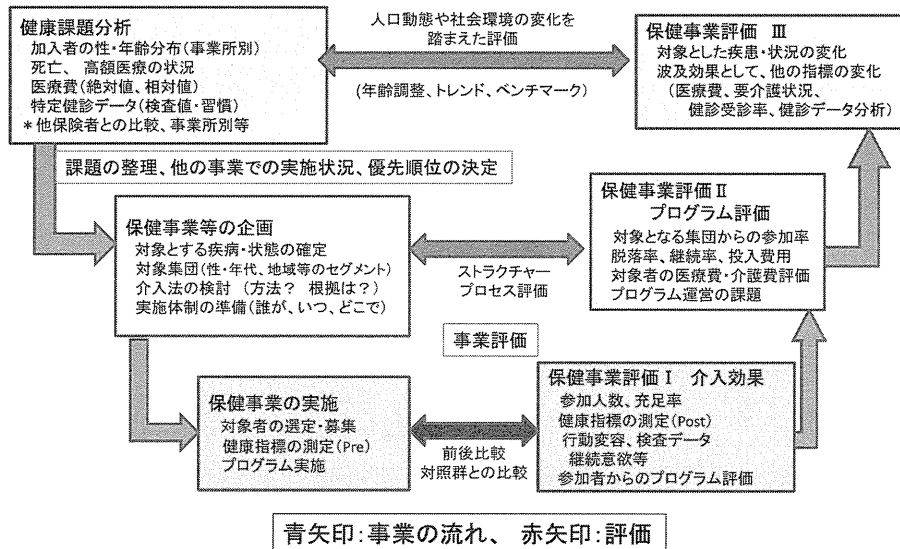 健康課題分析
加入者の性・年齢分布(事業所別)
死亡、高額医療の状況
医療費(絶対値、相対値)
特定健診データ(検査値・習慣)
*他保険者との比較、事業所別等
人口動態や社会環境の変化を
踏まえた評価
(年齢調整、トレンド、ベンチマーク)
保健事業評価 Ⅲ
対象とした疾患・状況の変化
波及効果として、他の指標の変化
(医療費、要介護状況、
健診受診率、健診データ分析)
課題の整理、他の事業での実施状況、優先順位の決定
保健事業等の企画
対象とする疾病・状態の確定
対象集団(性・年代、地域等のセグメント)
介入法の検討 (方法? 根拠は?)
実施体制の準備(誰が、いつ、どこで)
ストラクチャー
プロセス評価
保健事業評価Ⅱ
プログラム評価
対象となる集団からの参加率
脱落率、継続率、投入費用
対象者の医療費・介護費評価
プログラム運営の課題
事業評価
保健事業の実施
対象者の選定・募集
健康指標の測定(Pre)
プログラム実施
前後比較
対照群との比較
保健事業評価Ⅰ 介入効果
参加人数、充足率
健康指標の測定(Post)
行動変容、検査データ
継続意欲等
参加者からのプログラム評価
青矢印:事業の流れ、 赤矢印:評価